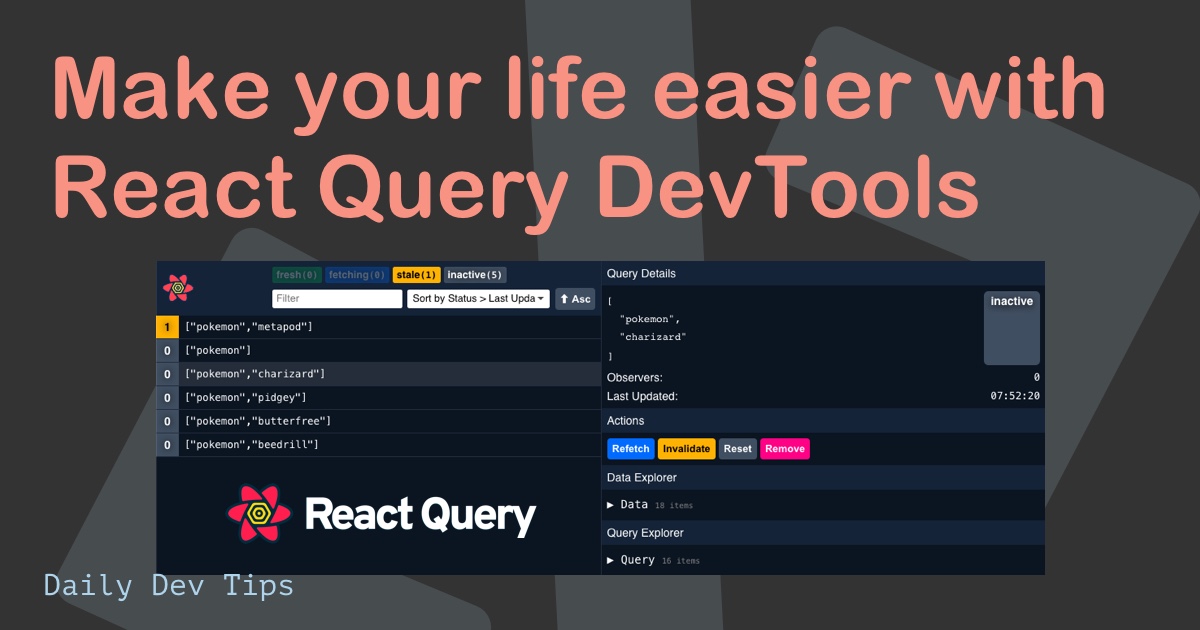 Make your life easier with
React Query DevTools
fresh(0) fetching(0) stale(1) inactive(5)
Filter Sort by Status > Last Upda ⬆ Asc
1 ["pokemon","metapod"]
0 ["pokemon"]
0 ["pokemon","charizard"]
0 ["pokemon","pidgey"]
0 ["pokemon","butterfree"]
0 ["pokemon","beedrill"]
React Query
Query Details
[
"pokemon",
"charizard"
]
inactive
Observers: 0
Last Updated: 07:52:20
Actions
Refetch Invalidate Reset Remove
Data Explorer
▶ Data 18 items
Query Explorer
▶ Query 16 items
Daily Dev Tips